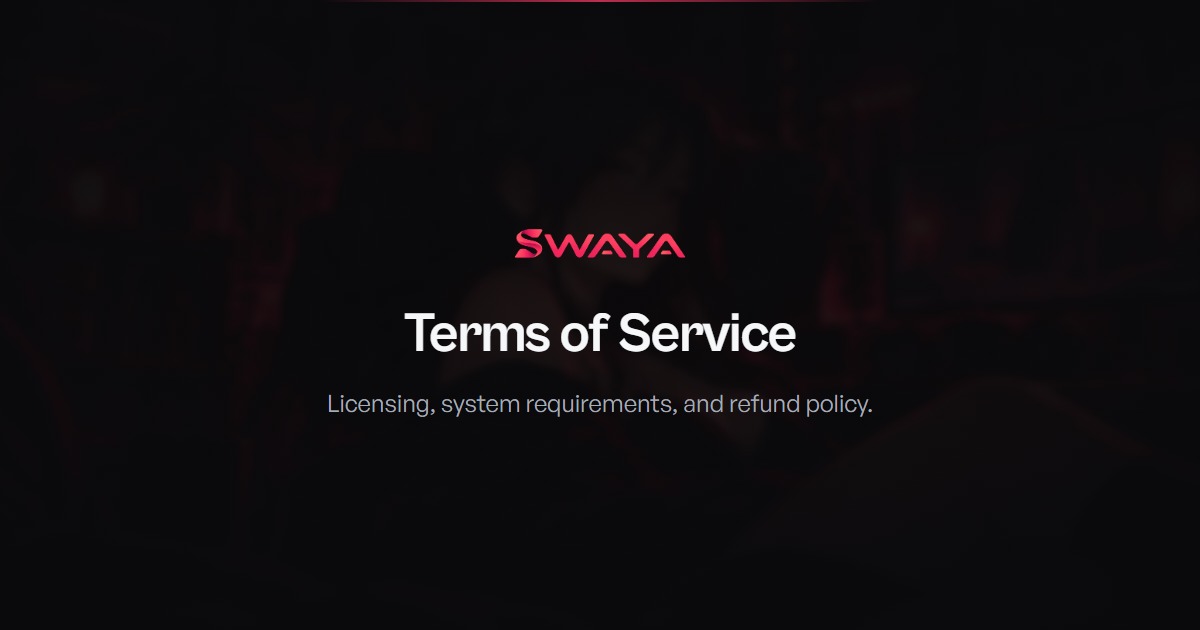 SWAYA
Terms of Service
Licensing, system requirements, and refund policy.